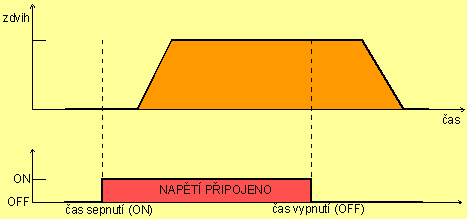 zdvih
čas
ON
NAPĚTÍ PŘIPOJENO
OFF
čas sepnutí (ON)
čas vypnutí (OFF)